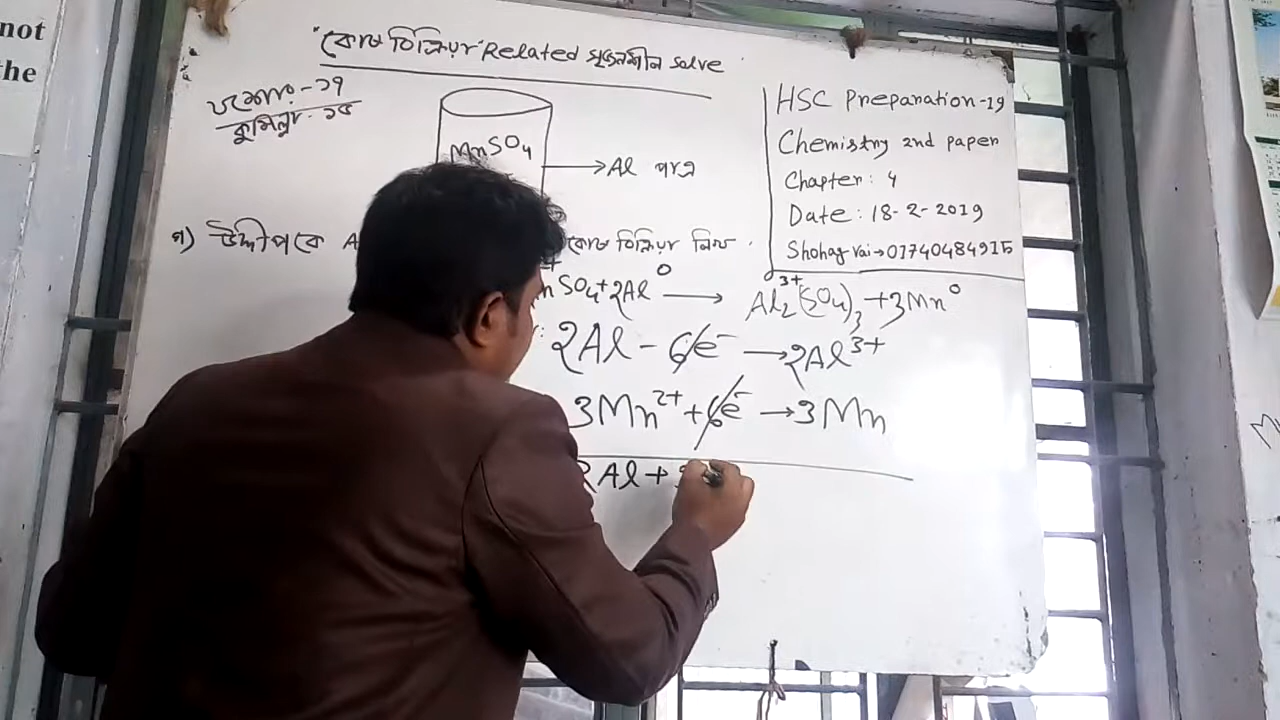 not
the
"কোষ বিক্রিয়া" Related সৃজনশীল solve
যশোর-১৭
কুমিল্লা-
MnSO4
Al পাত্র
গ) উদ্দীপকে A
কোষ বিক্রিয়া লিখ
HSC Preparation-19
Chemistry 2nd paper
Chapter: 4
Date: 18-2-2019
Shohag vai→01740484915
SO4+2Al⁰ → Al2³⁺(SO4)3+3Mn⁰
2Al - 6e⁻ → 2Al³⁺
3Mn²⁺+6e⁻ → 3Mn
2Al+